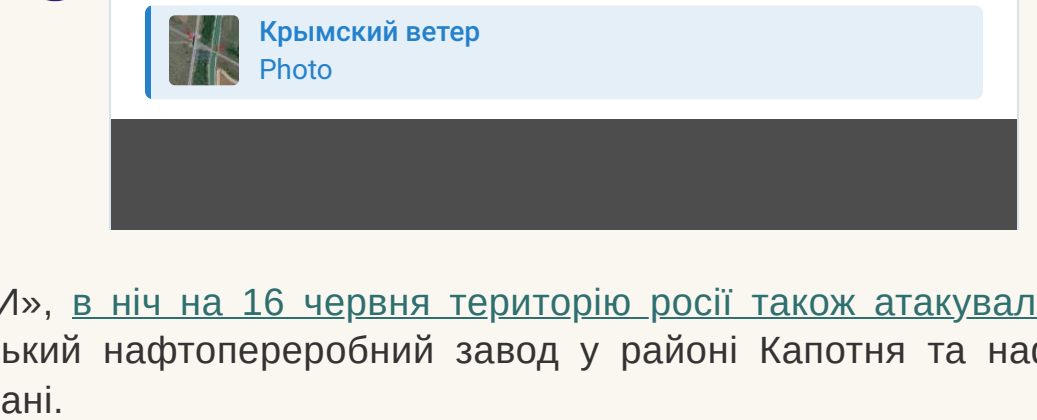 Крымский ветер
Photo
И», в ніч на 16 червня територію росії також атакувал
ький нафтопереробний завод у районі Капотня та на
ані.